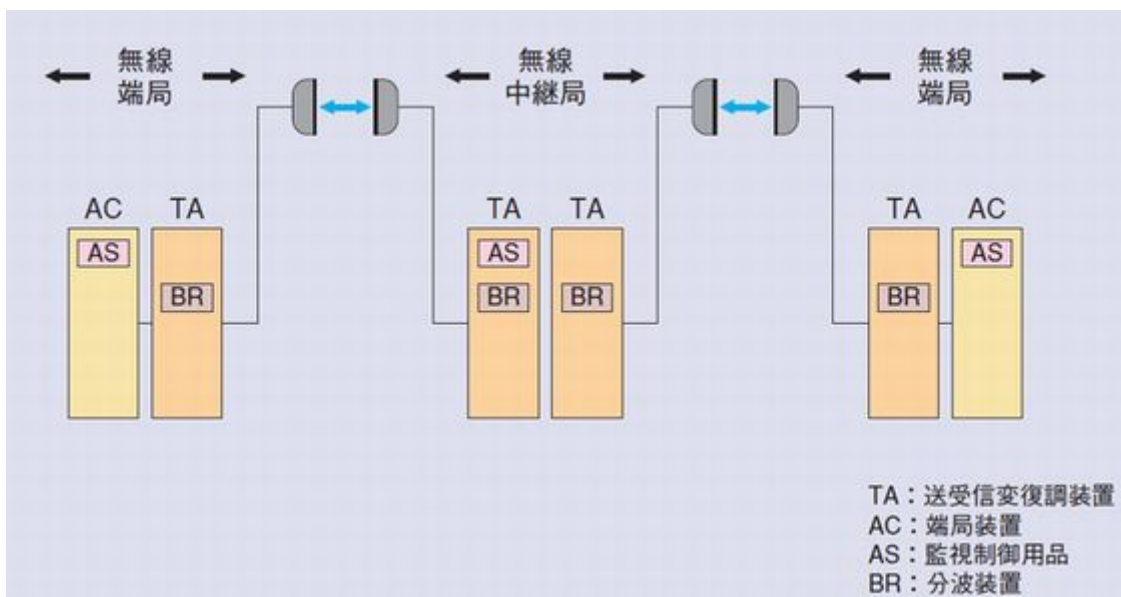 無線
端局
無線
中継局
無線
端局
AC TA
TA TA
TA AC
AS
AS
AS
BR
BR
BR
BR
TA：送受信変復調装置
AC：端局装置
AS：監視制御用品
BR：分波装置